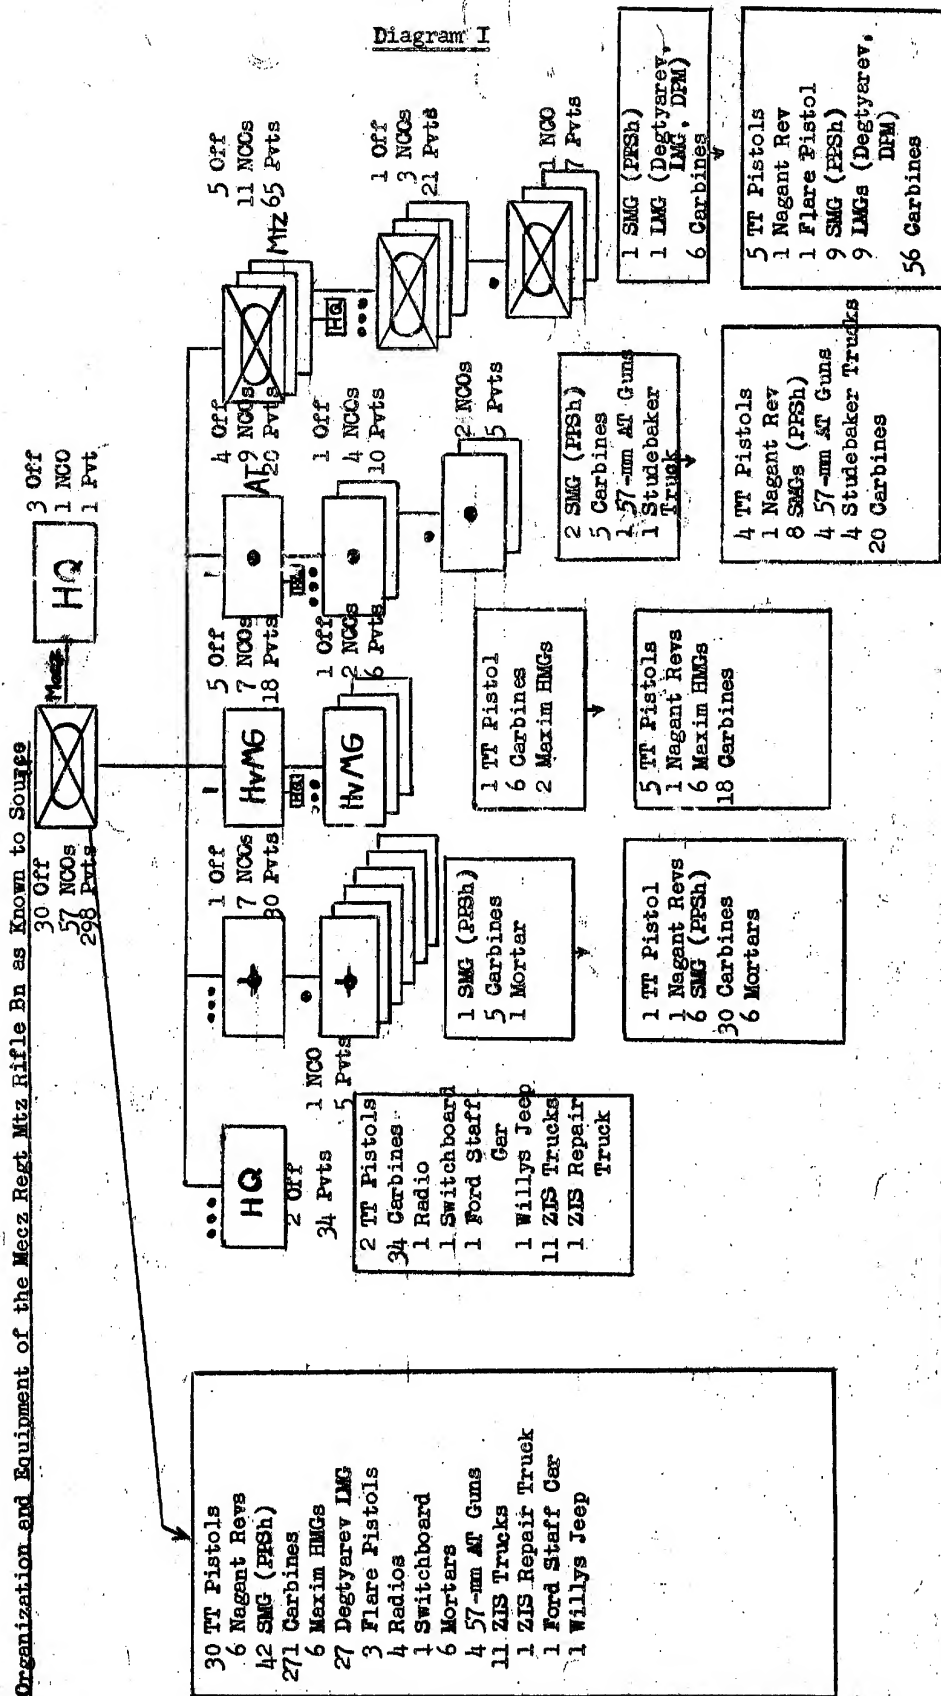 Diagram I
Organization and Equipment of the Mecz Regt Mtz Rifle Bn as Known to Source
30 Off
57 NCOs
298 Pvts
HQ
3 Off
1 NCO
1 Pvt
30 TT Pistols
6 Nagant Revs
42 SMG (PPSh)
271 Carbines
6 Maxim HMGs
27 Degtyarev LMG
3 Flare Pistols
4 Radios
1 Switchboard
6 Mortars
4 57-mm AT Guns
11 ZIS Trucks
1 ZIS Repair Truck
1 Ford Staff Car
1 Willys Jeep
HQ
2 Off
34 Pvts
2 TT Pistols
34 Carbines
1 Radio
1 Switchboard
1 Ford Staff
Car
1 Willys Jeep
11 ZIS Trucks
1 ZIS Repair
Truck
1 Off
7 NCOs
30 Pvts
1 NCO
5 Pvts
1 SMG (PPSh)
5 Carbines
1 Mortar
1 TT Pistol
1 Nagant Revs
6 SMG (PPSh)
30 Carbines
6 Mortars
1
HvMG
5 Off
7 NCOs
18 Pvts
HQ
HvMG
1 Off
2 NCOs
6 Pvts
1 TT Pistol
6 Carbines
2 Maxim HMGs
5 TT Pistols
1 Nagant Revs
6 Maxim HMGs
18 Carbines
1
AT
4 Off
9 NCOs
20 Pvts
1 Off
4 NCOs
10 Pvts
2 NCOs
5 Pvts
2 SMG (PPSh)
5 Carbines
1 57-mm AT Guns
1 Studebaker
Truck
4 TT Pistols
1 Nagant Rev
8 SMGs (PPSh)
4 57-mm AT Guns
4 Studebaker Trucks
20 Carbines
Mtz
5 Off
11 NCOs
65 Pvts
HQ
1 Off
3 NCOs
21 Pvts
1 NCO
7 Pvts
1 SMG (PPSh)
1 LMG (Degtyarev,
LMG, DPM)
6 Carbines
5 TT Pistols
1 Nagant Rev
1 Flare Pistol
9 SMG (PPSh)
9 LMGs (Degtyarev,
DPM)
56 Carbines